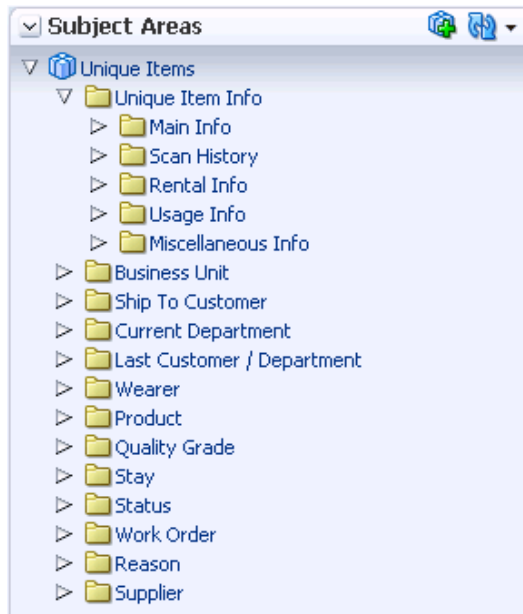 Subject Areas
Unique Items
Unique Item Info
Main Info
Scan History
Rental Info
Usage Info
Miscellaneous Info
Business Unit
Ship To Customer
Current Department
Last Customer / Department
Wearer
Product
Quality Grade
Stay
Status
Work Order
Reason
Supplier